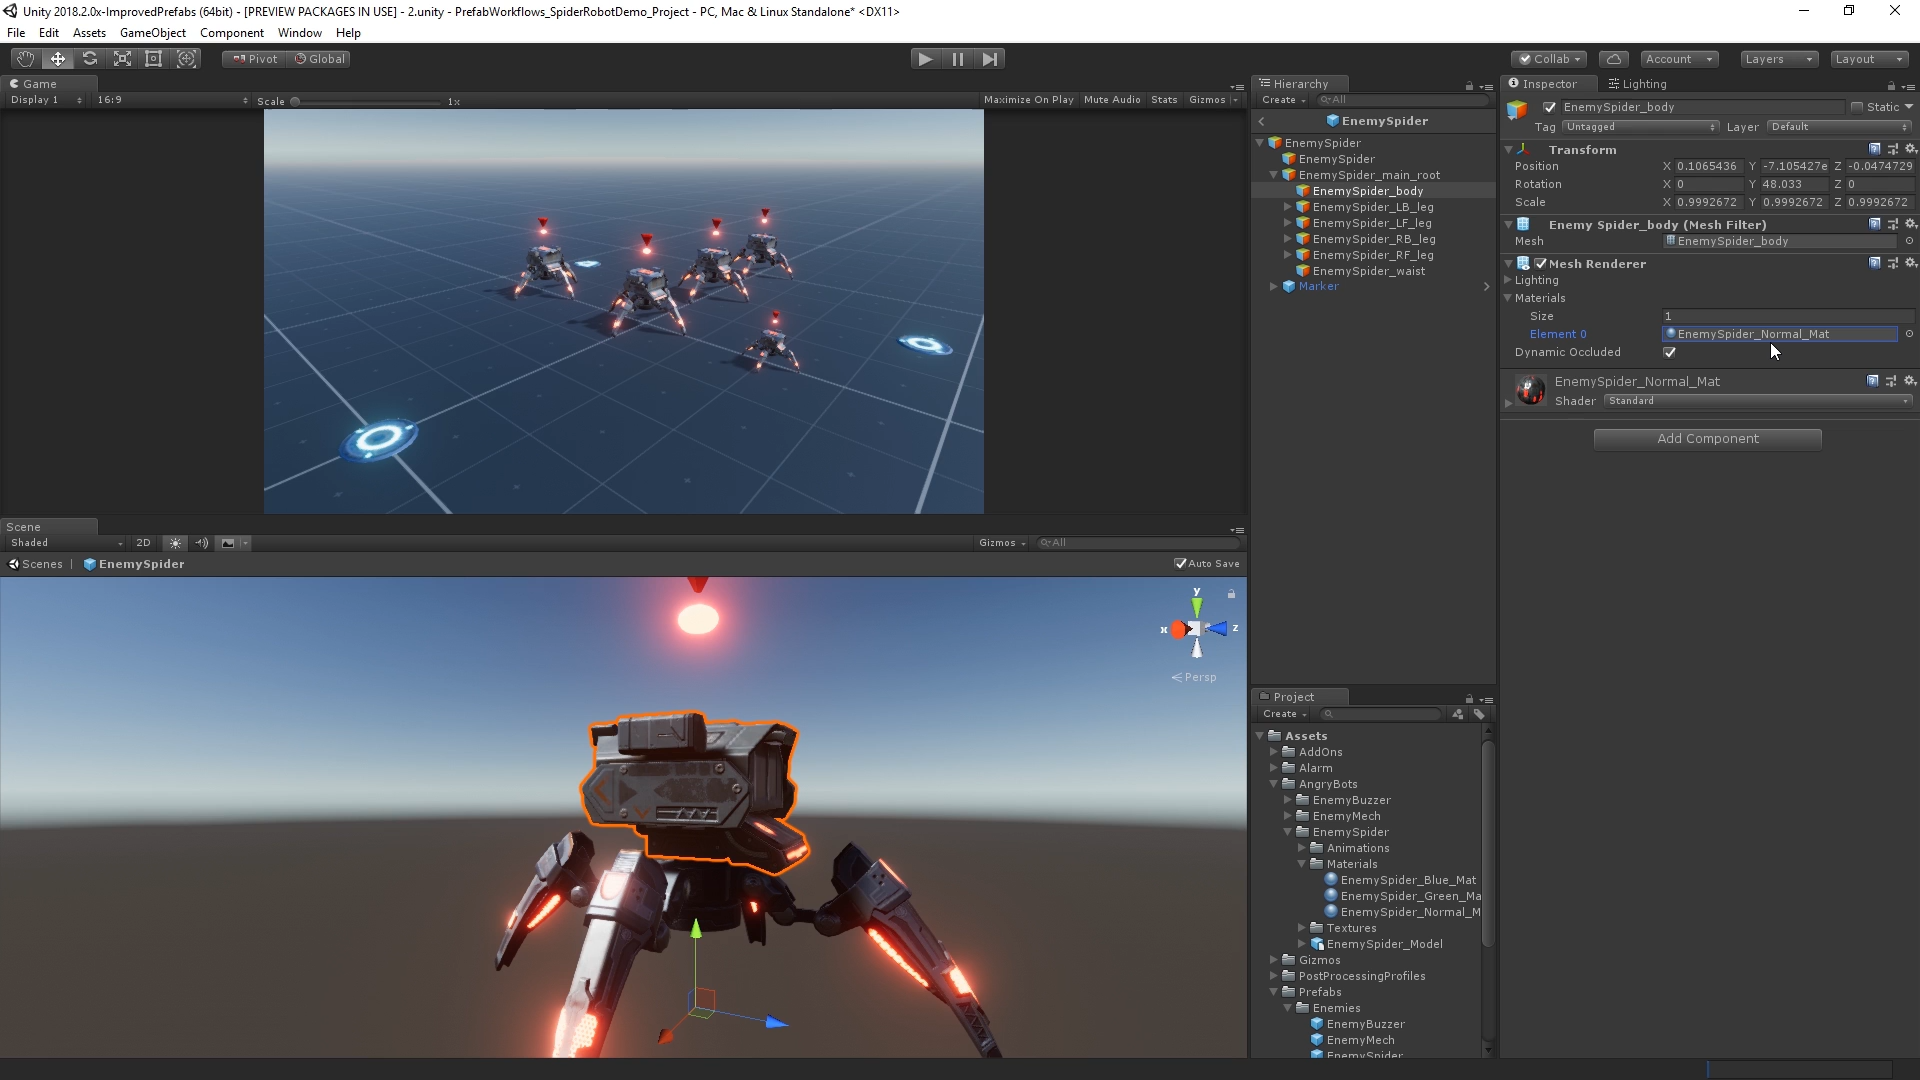 Unity 2018.2.0x-ImprovedPrefabs (64bit) - [PREVIEW PACKAGES IN USE] - 2.unity - PrefabWorkflows_SpiderRobotDemo_Project - PC, Mac & Linux Standalone* <DX11>
File Edit Assets GameObject Component Window Help
Pivot Global Collab Account Layers Layout
Game
Display 1 16:9 Scale 1x Maximize On Play Mute Audio Stats Gizmos
Scene
Shaded 2D Gizmos All
Scenes | EnemySpider Auto Save
y
x z
Persp
Hierarchy
Create All
EnemySpider
EnemySpider
EnemySpider
EnemySpider_main_root
EnemySpider_body
EnemySpider_LB_leg
EnemySpider_LF_leg
EnemySpider_RB_leg
EnemySpider_RF_leg
EnemySpider_waist
Marker
Project
Create
Assets
AddOns
Alarm
AngryBots
EnemyBuzzer
EnemyMech
EnemySpider
Animations
Materials
EnemySpider_Blue_Mat
EnemySpider_Green_Ma
EnemySpider_Normal_M
Textures
EnemySpider_Model
Gizmos
PostProcessingProfiles
Prefabs
Enemies
EnemyBuzzer
EnemyMech
EnemySpider
Inspector Lighting
EnemySpider_body Static
Tag Untagged Layer Default
Transform
Position X 0.1065436 Y -7.105427e Z -0.0474729
Rotation X 0 Y 48.033 Z 0
Scale X 0.9992672 Y 0.9992672 Z 0.9992672
Enemy Spider_body (Mesh Filter)
Mesh EnemySpider_body
Mesh Renderer
Lighting
Materials
Size 1
Element 0 EnemySpider_Normal_Mat
Dynamic Occluded
EnemySpider_Normal_Mat
Shader Standard
Add Component